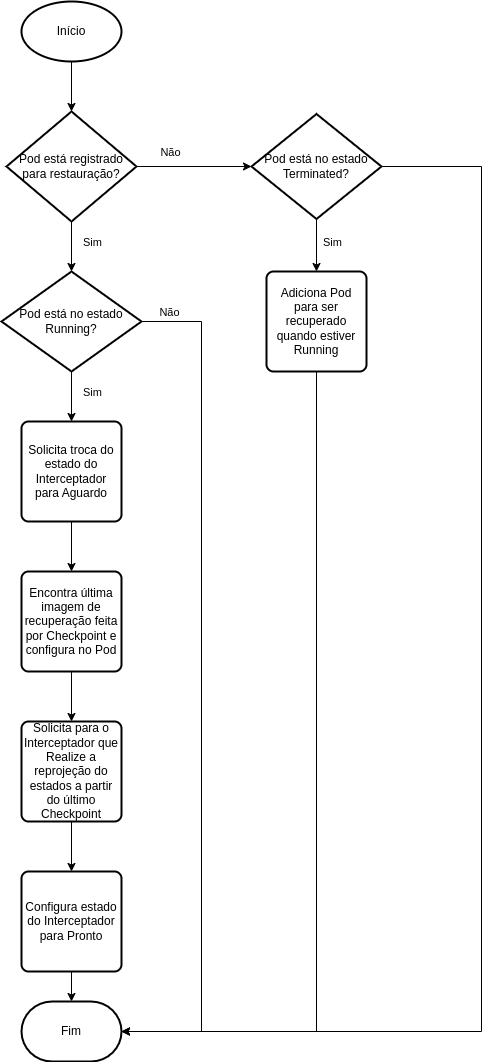 Início
Pod está registrado
para restauração?
Não
Pod está no estado
Terminated?
Sim
Sim
Pod está no estado
Running?
Não
Adiciona Pod
para ser
recuperado
quando estiver
Running
Sim
Solicita troca do
estado do
Interceptador
para Aguardo
Encontra última
imagem de
recuperação feita
por Checkpoint e
configura no Pod
Solicita para o
Interceptador que
Realize a
reprojeção do
estados a partir
do último
Checkpoint
Configura estado
do Interceptador
para Pronto
Fim